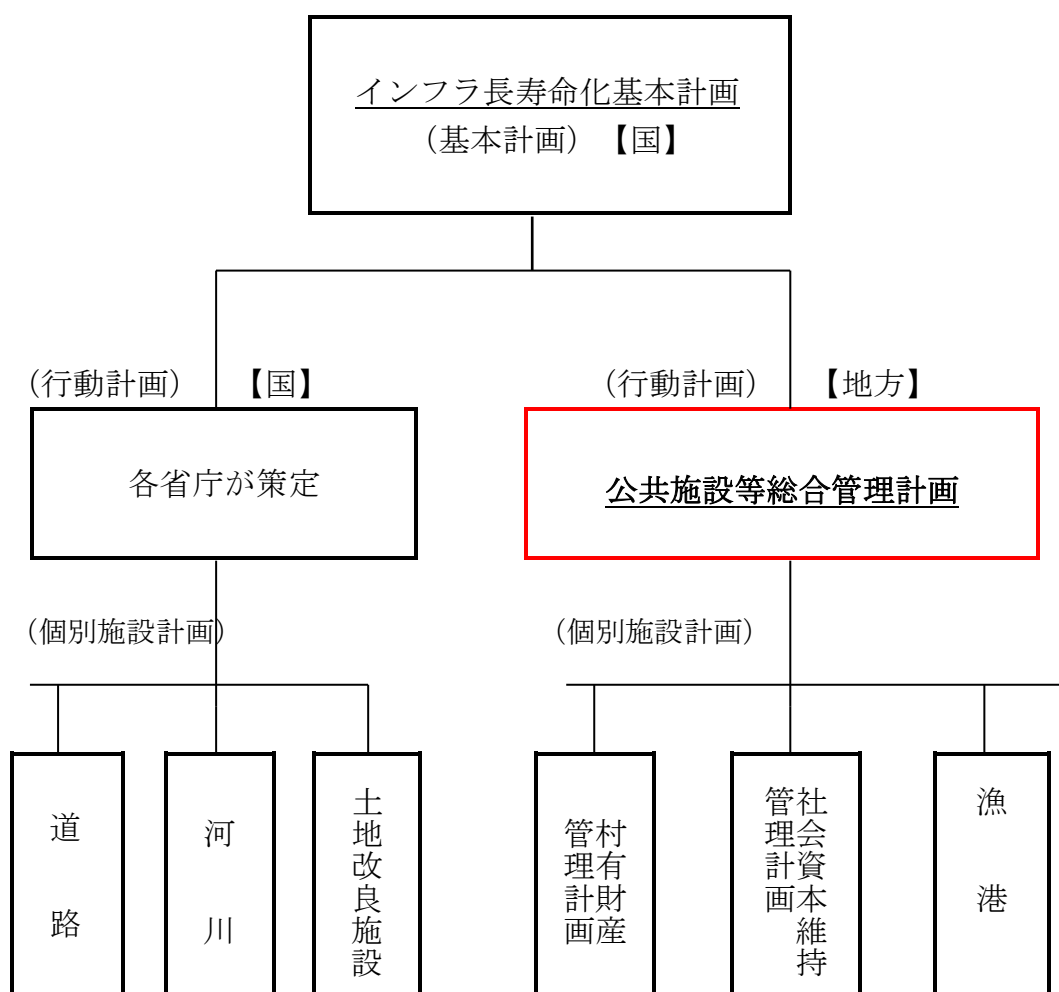 インフラ長寿命化基本計画
（基本計画）【国】
（行動計画） 【国】
（行動計画） 【地方】
各省庁が策定
公共施設等総合管理計画
（個別施設計画）
（個別施設計画）
道路
河川
土地改良施設
村有財産
管理計画
社会資本維持
管理計画
漁港